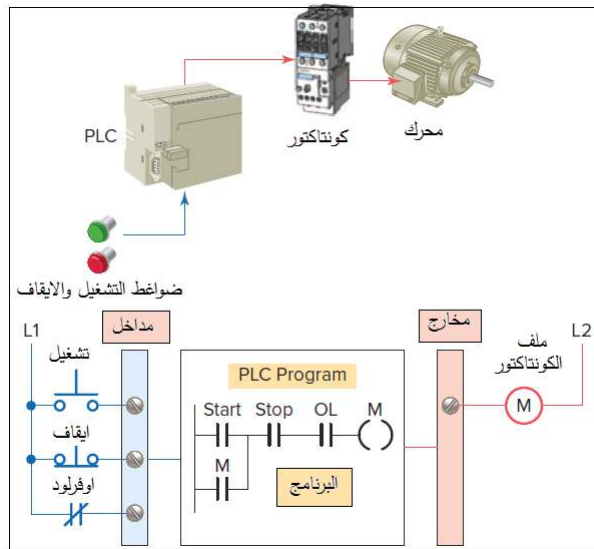 PLC
كونتاكتور
محرك
ضواغط التشغيل والايقاف
L1
مداخل
مخارج
L2
تشغيل
ملف
الكونتاكتور
PLC Program
Start Stop OL M
M
ايقاف
M
البرنامج
اوفرلود